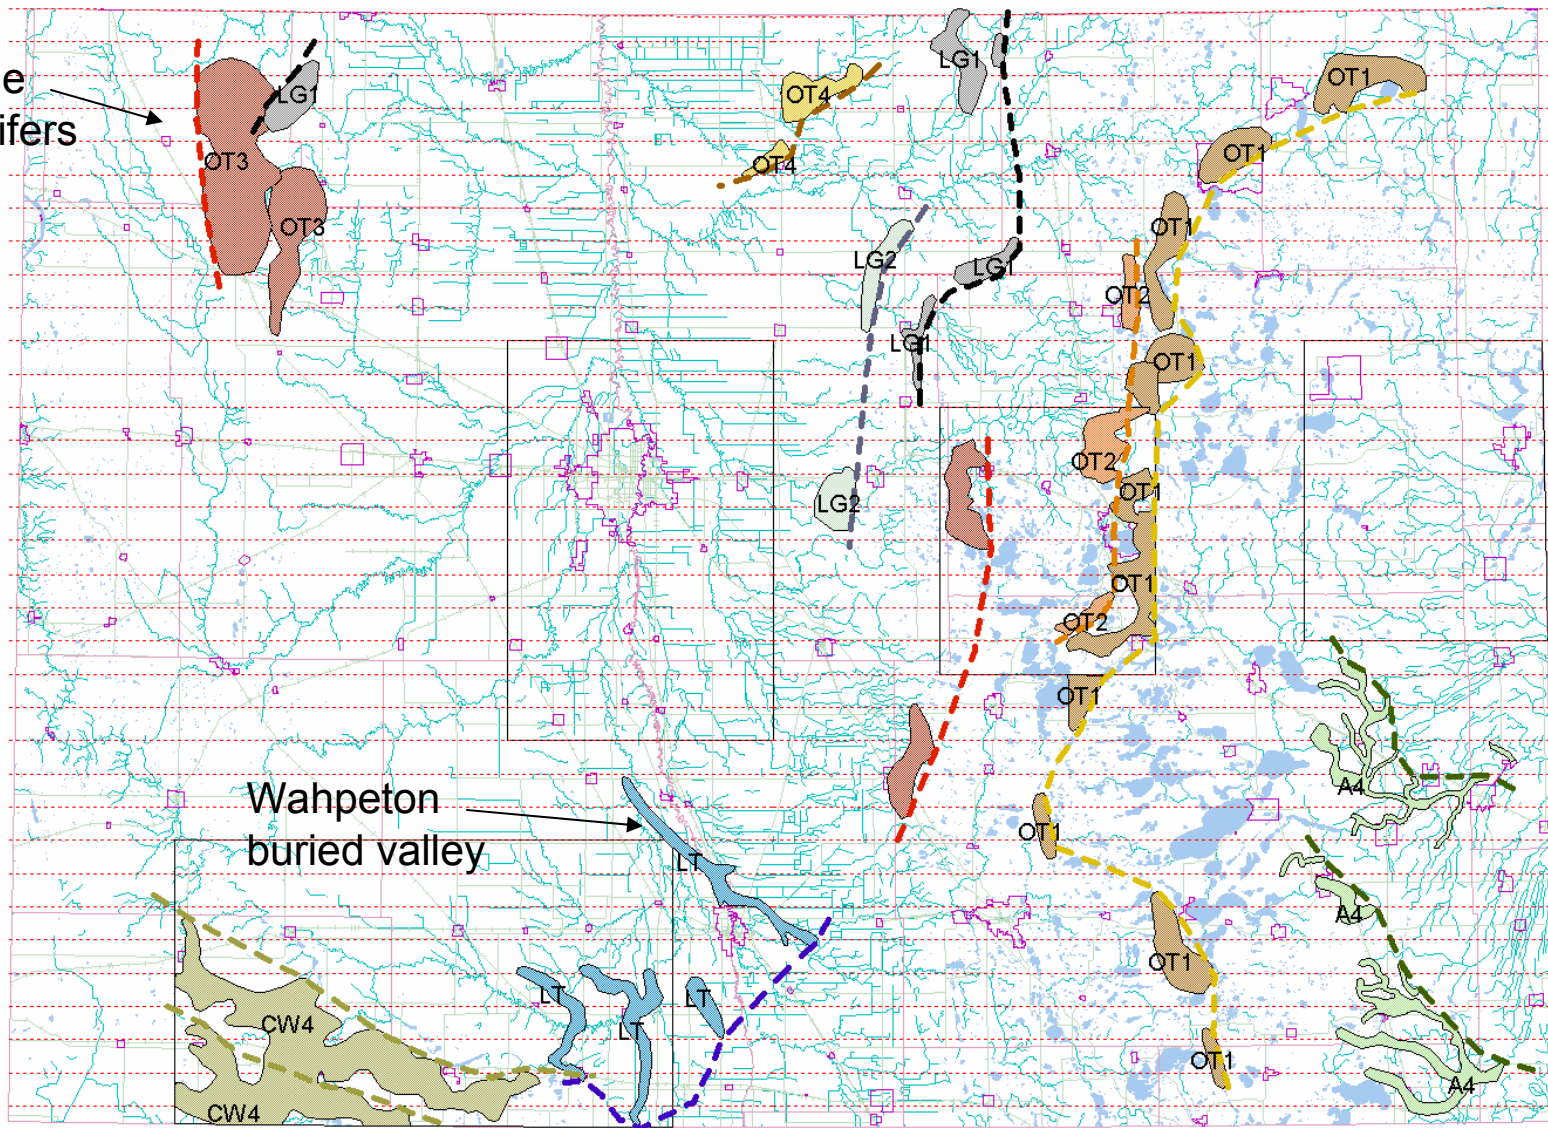 e
ifers
LG1
OT3
OT3
OT4
OT4
LG1
OT1
OT1
OT1
LG2
LG1
OT2
LG1
OT1
OT2
OT1
LG2
OT1
OT2
OT1
A4
Wahpeton
buried valley
LT
OT1
A4
OT1
LT
LT
LT
CW4
OT1
A4
CW4